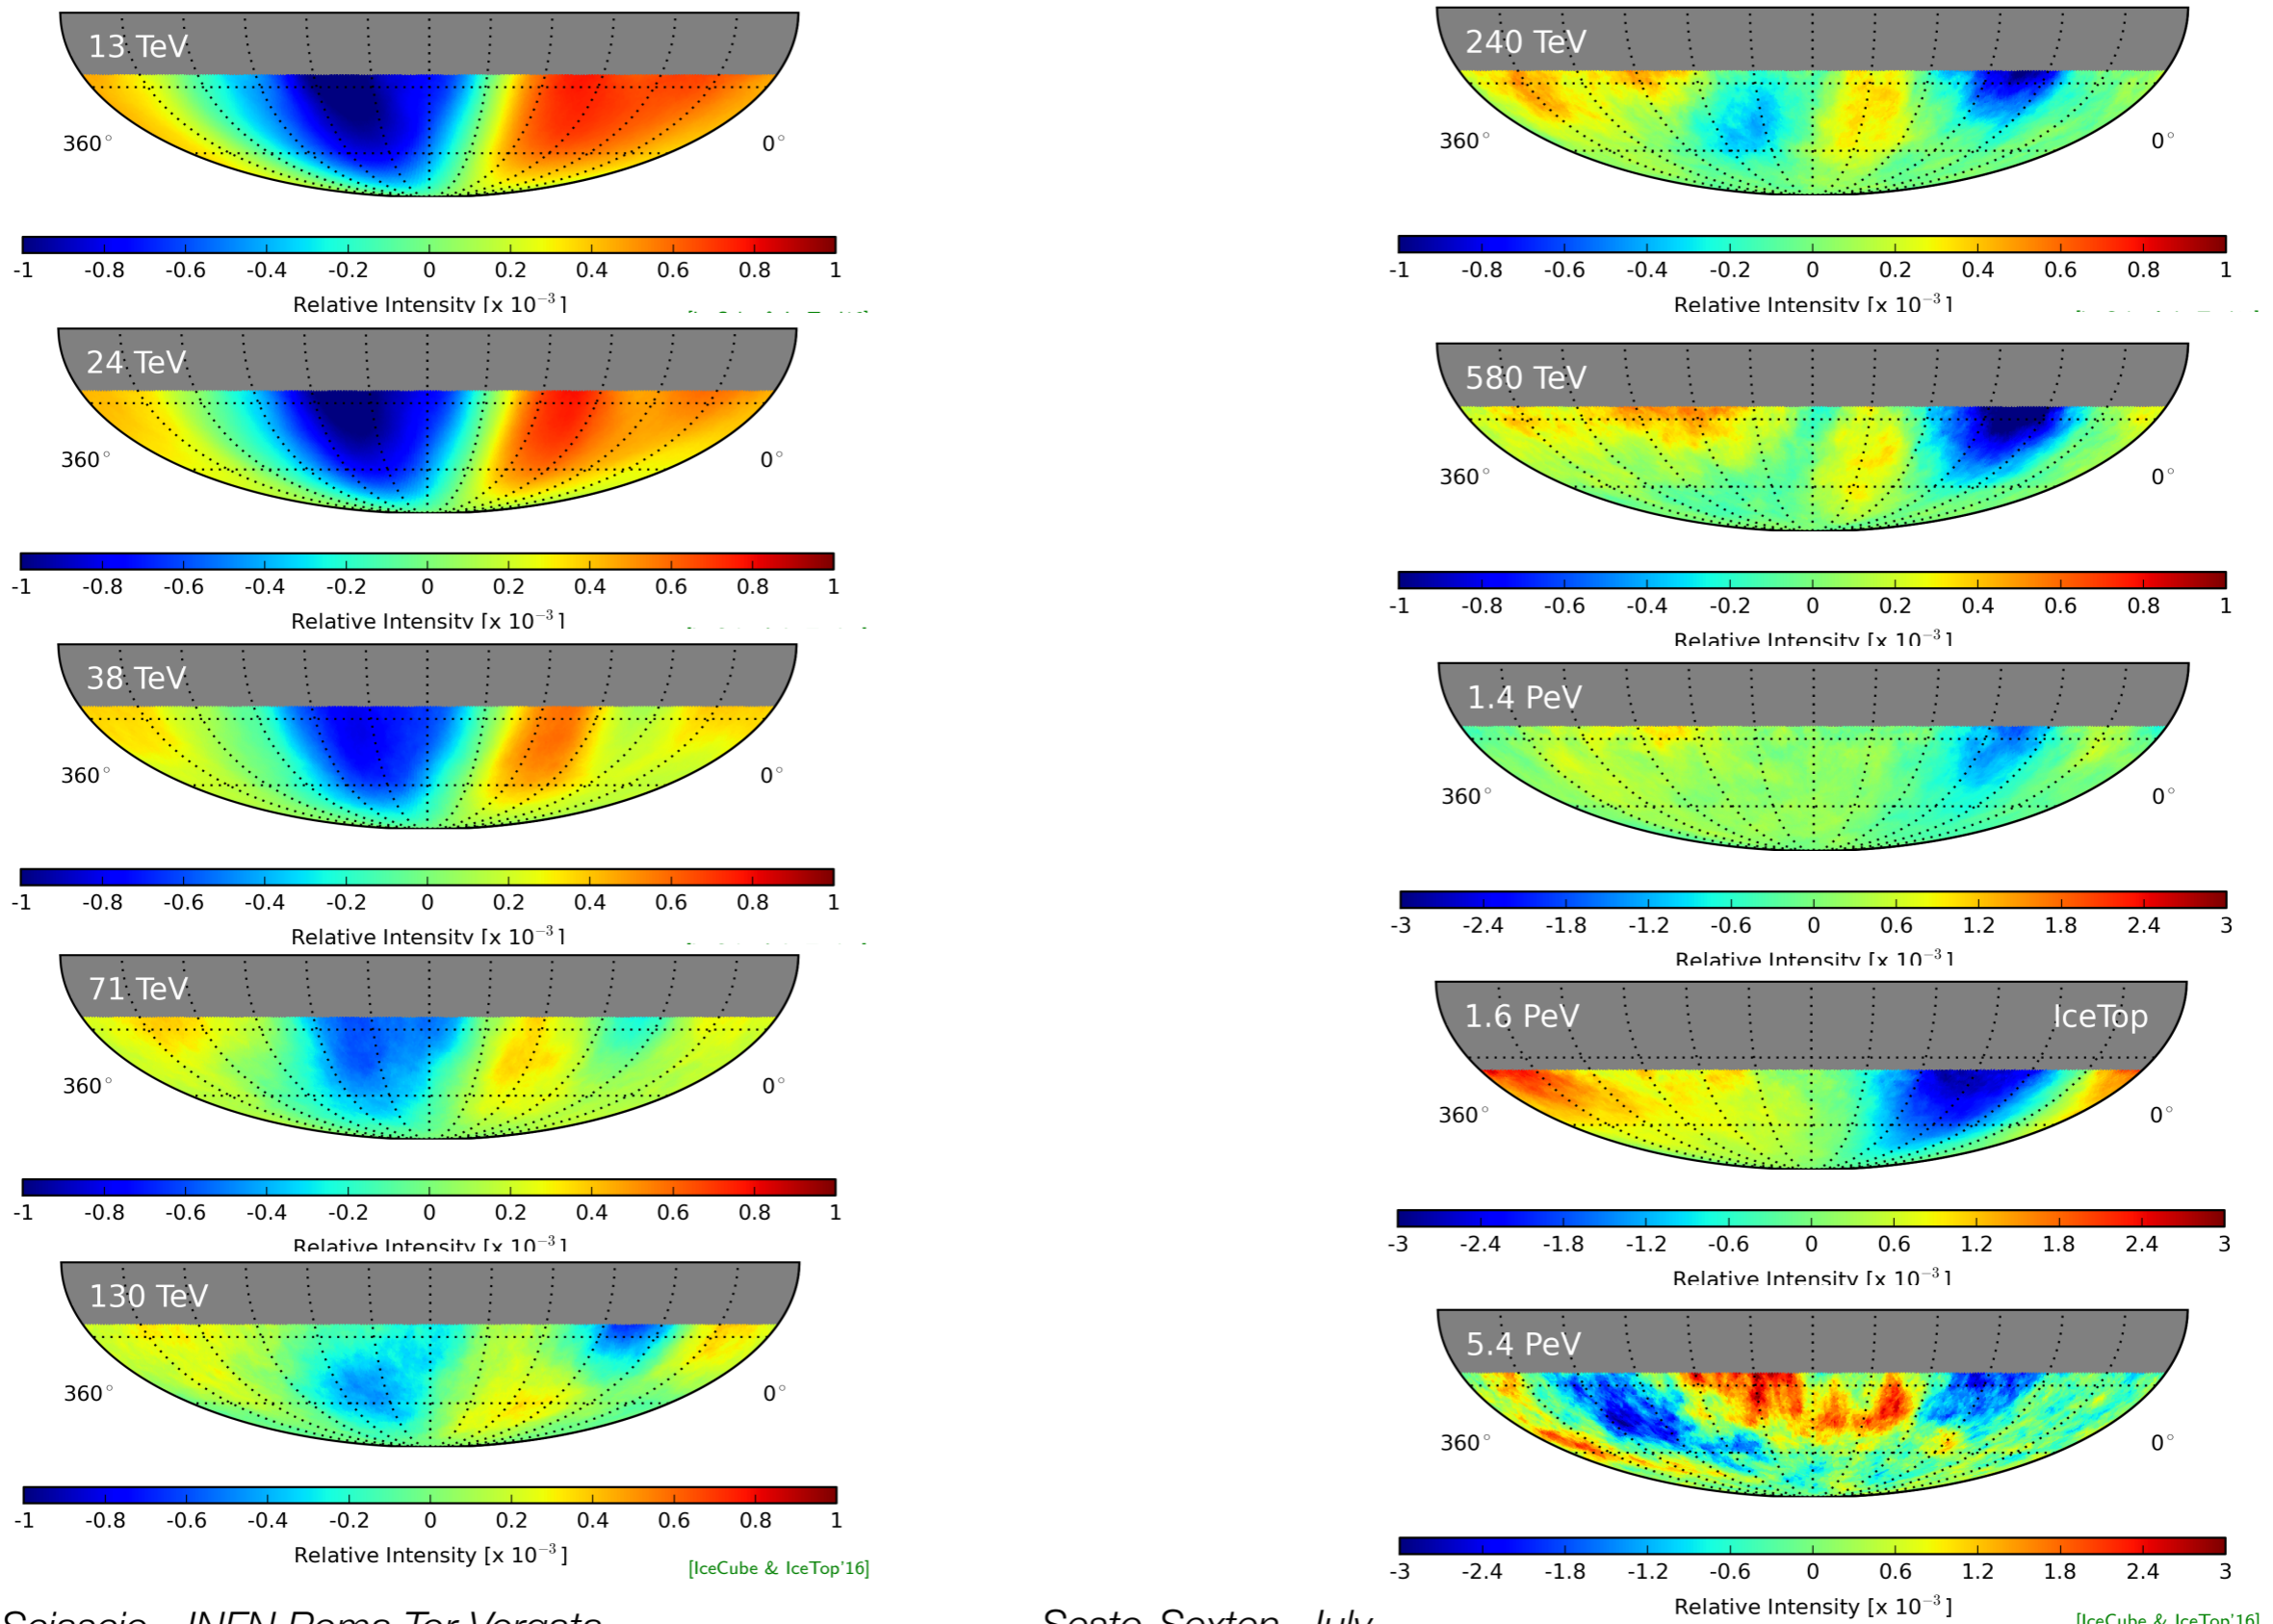 13 TeV
360°
0°
-1 -0.8 -0.6 -0.4 -0.2 0 0.2 0.4 0.6 0.8 1
Relative Intensity [x 10⁻³]
24 TeV
360°
0°
-1 -0.8 -0.6 -0.4 -0.2 0 0.2 0.4 0.6 0.8 1
Relative Intensity [x 10⁻³]
38 TeV
360°
0°
-1 -0.8 -0.6 -0.4 -0.2 0 0.2 0.4 0.6 0.8 1
Relative Intensity [x 10⁻³]
71 TeV
360°
0°
-1 -0.8 -0.6 -0.4 -0.2 0 0.2 0.4 0.6 0.8 1
Relative Intensity [x 10⁻³]
130 TeV
360°
0°
-1 -0.8 -0.6 -0.4 -0.2 0 0.2 0.4 0.6 0.8 1
Relative Intensity [x 10⁻³]
[IceCube & IceTop'16]
240 TeV
360°
0°
-1 -0.8 -0.6 -0.4 -0.2 0 0.2 0.4 0.6 0.8 1
Relative Intensity [x 10⁻³]
580 TeV
360°
0°
-1 -0.8 -0.6 -0.4 -0.2 0 0.2 0.4 0.6 0.8 1
Relative Intensity [x 10⁻³]
1.4 PeV
360°
0°
-3 -2.4 -1.8 -1.2 -0.6 0 0.6 1.2 1.8 2.4 3
Relative Intensity [x 10⁻³]
1.6 PeV IceTop
360°
0°
-3 -2.4 -1.8 -1.2 -0.6 0 0.6 1.2 1.8 2.4 3
Relative Intensity [x 10⁻³]
5.4 PeV
360°
0°
-3 -2.4 -1.8 -1.2 -0.6 0 0.6 1.2 1.8 2.4 3
Relative Intensity [x 10⁻³]
[IceCube & IceTop'16]
INFN Roma Tor Vergata
July